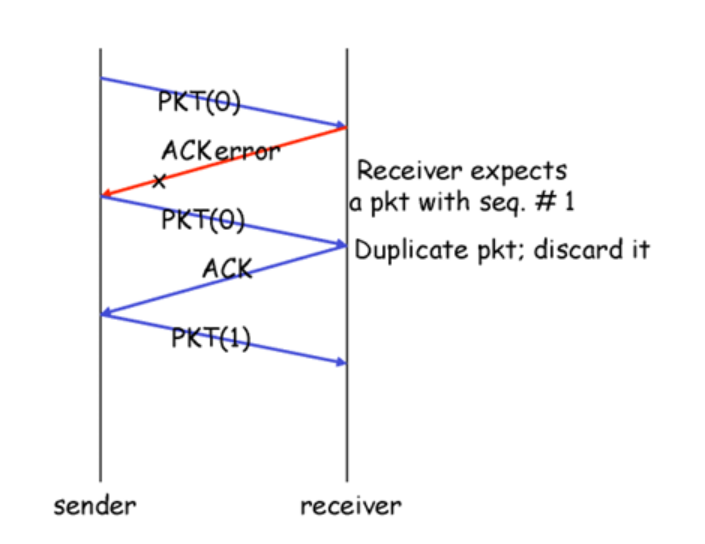 PKT(0)
ACKerror
x
Receiver expects
a pkt with seq. # 1
PKT(0)
Duplicate pkt; discard it
ACK
PKT(1)
sender
receiver